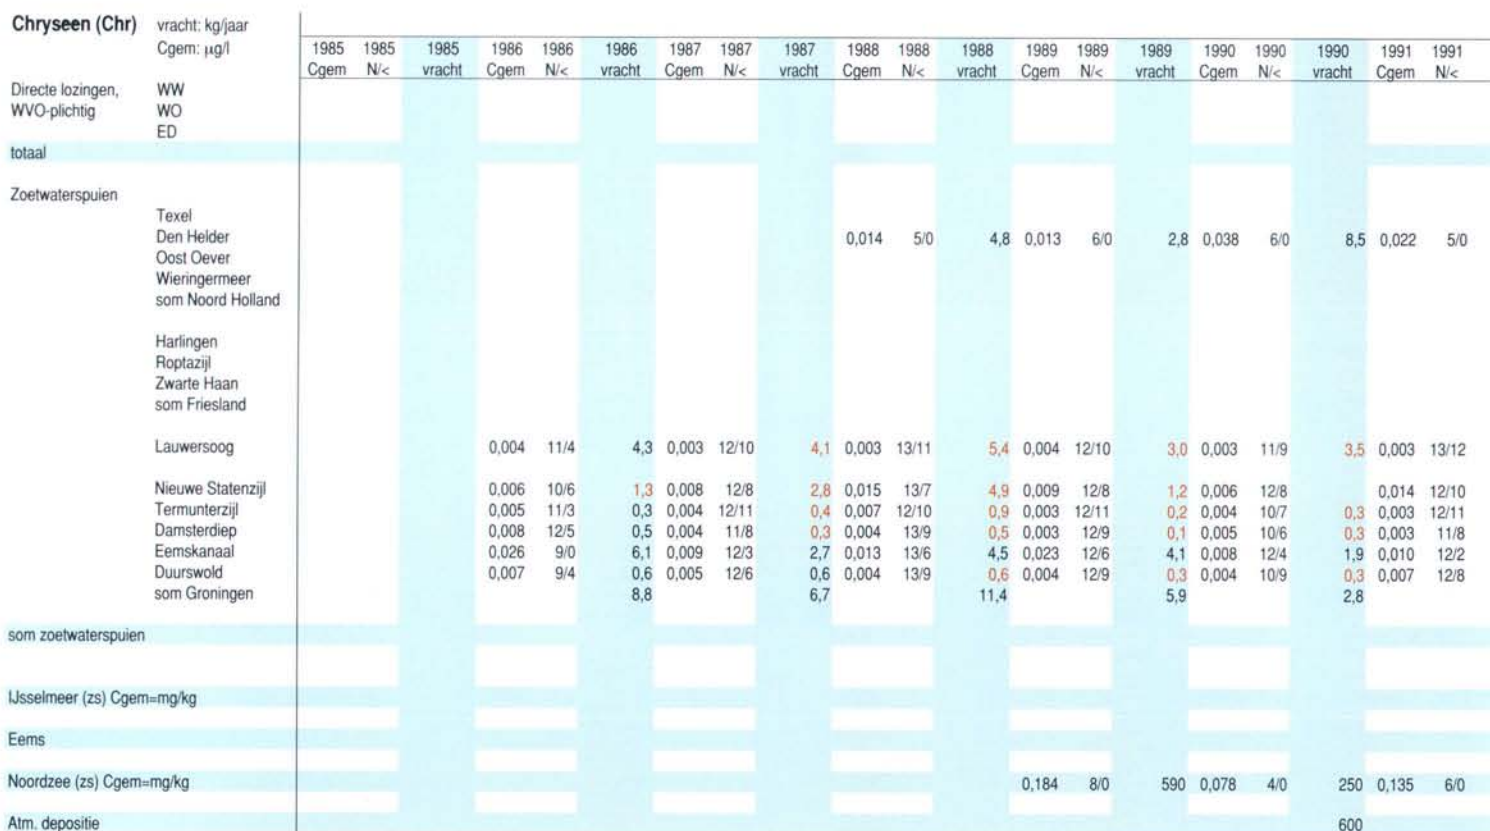 Chryseen (Chr) vracht: kg/jaar
Cgem: µg/l 1985 1985 1985 1986 1986 1986 1987 1987 1987 1988 1988 1988 1989 1989 1989 1990 1990 1990 1991 1991
Cgem N/< vracht Cgem N/< vracht Cgem N/< vracht Cgem N/< vracht Cgem N/< vracht Cgem N/< vracht Cgem N/<
Directe lozingen, WW
WVO-plichtig WO
ED
totaal
Zoetwaterspuien
Texel
Den Helder 0,014 5/0 4,8 0,013 6/0 2,8 0,038 6/0 8,5 0,022 5/0
Oost Oever
Wieringermeer
som Noord Holland
Harlingen
Roptazijl
Zwarte Haan
som Friesland
Lauwersoog 0,004 11/4 4,3 0,003 12/10 4,1 0,003 13/11 5,4 0,004 12/10 3,0 0,003 11/9 3,5 0,003 13/12
Nieuwe Statenzijl 0,006 10/6 1,3 0,008 12/8 2,8 0,015 13/7 4,9 0,009 12/8 1,2 0,006 12/8 0,014 12/10
Termunterzijl 0,005 11/3 0,3 0,004 12/11 0,4 0,007 12/10 0,9 0,003 12/11 0,2 0,004 10/7 0,3 0,003 12/11
Damsterdiep 0,008 12/5 0,5 0,004 11/8 0,3 0,004 13/9 0,5 0,003 12/9 0,1 0,005 10/6 0,3 0,003 11/8
Eemskanaal 0,026 9/0 6,1 0,009 12/3 2,7 0,013 13/6 4,5 0,023 12/6 4,1 0,008 12/4 1,9 0,010 12/2
Duurswold 0,007 9/4 0,6 0,005 12/6 0,6 0,004 13/9 0,6 0,004 12/9 0,3 0,004 10/9 0,3 0,007 12/8
som Groningen 8,8 6,7 11,4 5,9 2,8
som zoetwaterspuien
IJsselmeer (zs) Cgem=mg/kg
Eems
Noordzee (zs) Cgem=mg/kg 0,184 8/0 590 0,078 4/0 250 0,135 6/0
Atm. depositie 600